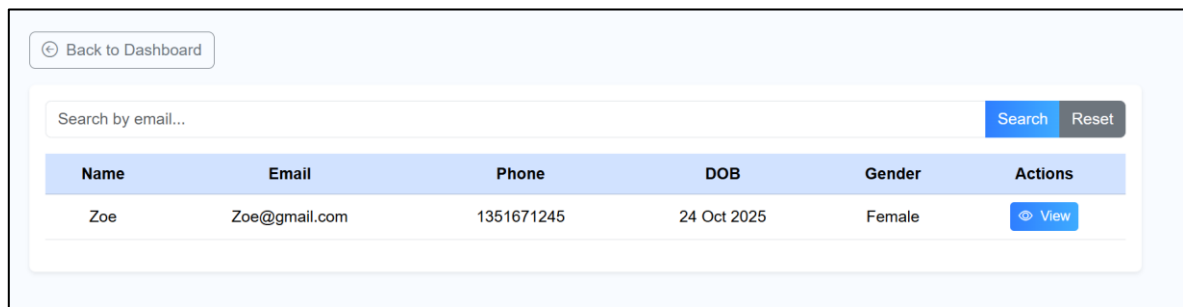 Back to Dashboard
Search by email... Search Reset
Name Email Phone DOB Gender Actions
Zoe Zoe@gmail.com 1351671245 24 Oct 2025 Female View